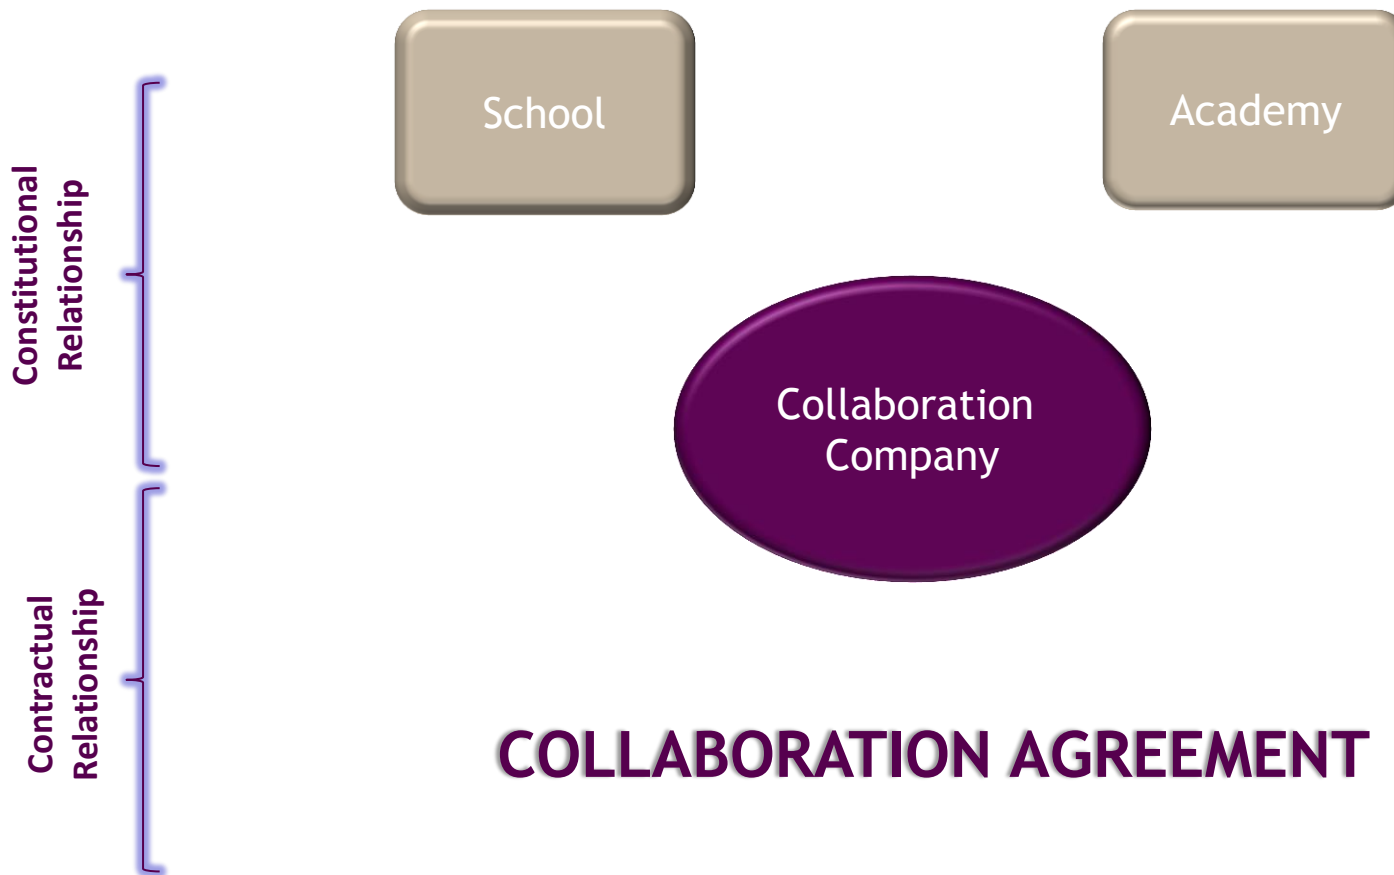 School
Academy
Constitutional
Relationship
Collaboration
Company
Contractual
Relationship
COLLABORATION AGREEMENT